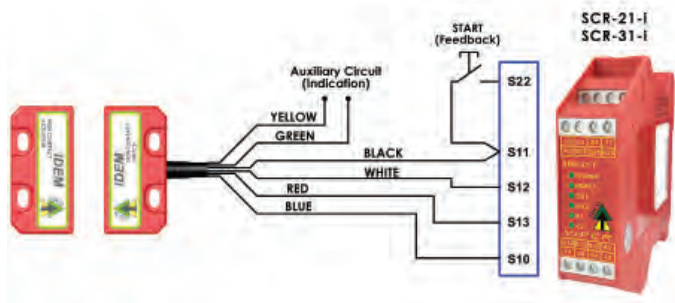 SCR-21-i
SCR-31-i
START
(Feedback)
Auxiliary Circuit
(Indication)
YELLOW
GREEN
BLACK
WHITE
RED
BLUE
S22
S11
S12
S13
S10
IDEM
IDEM